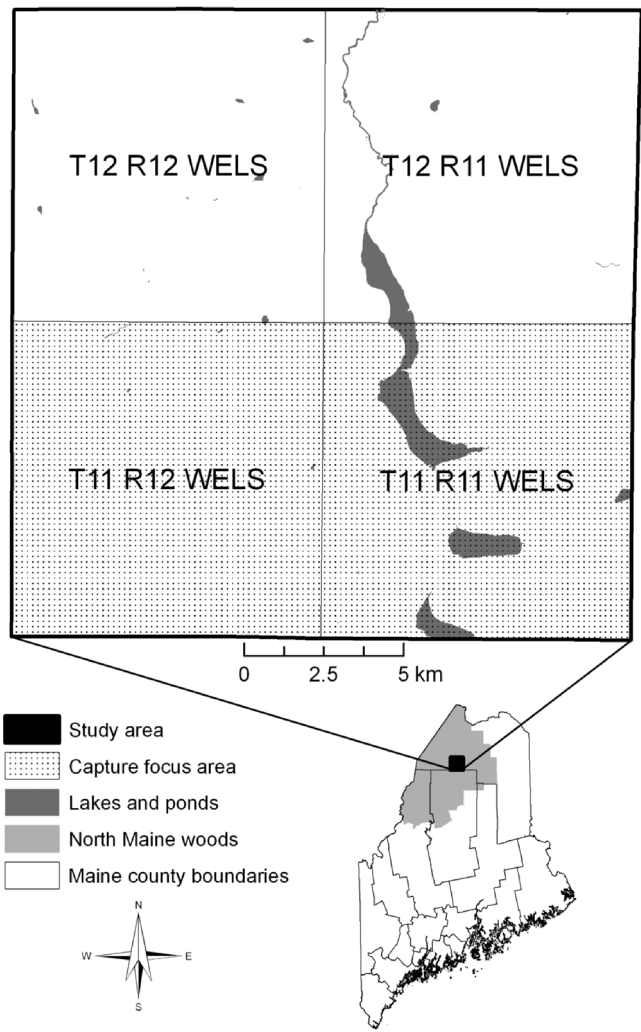 T12 R12 WELS
T12 R11 WELS
T11 R12 WELS
T11 R11 WELS
0 2.5 5 km
Study area
Capture focus area
Lakes and ponds
North Maine woods
Maine county boundaries
N
W E
S